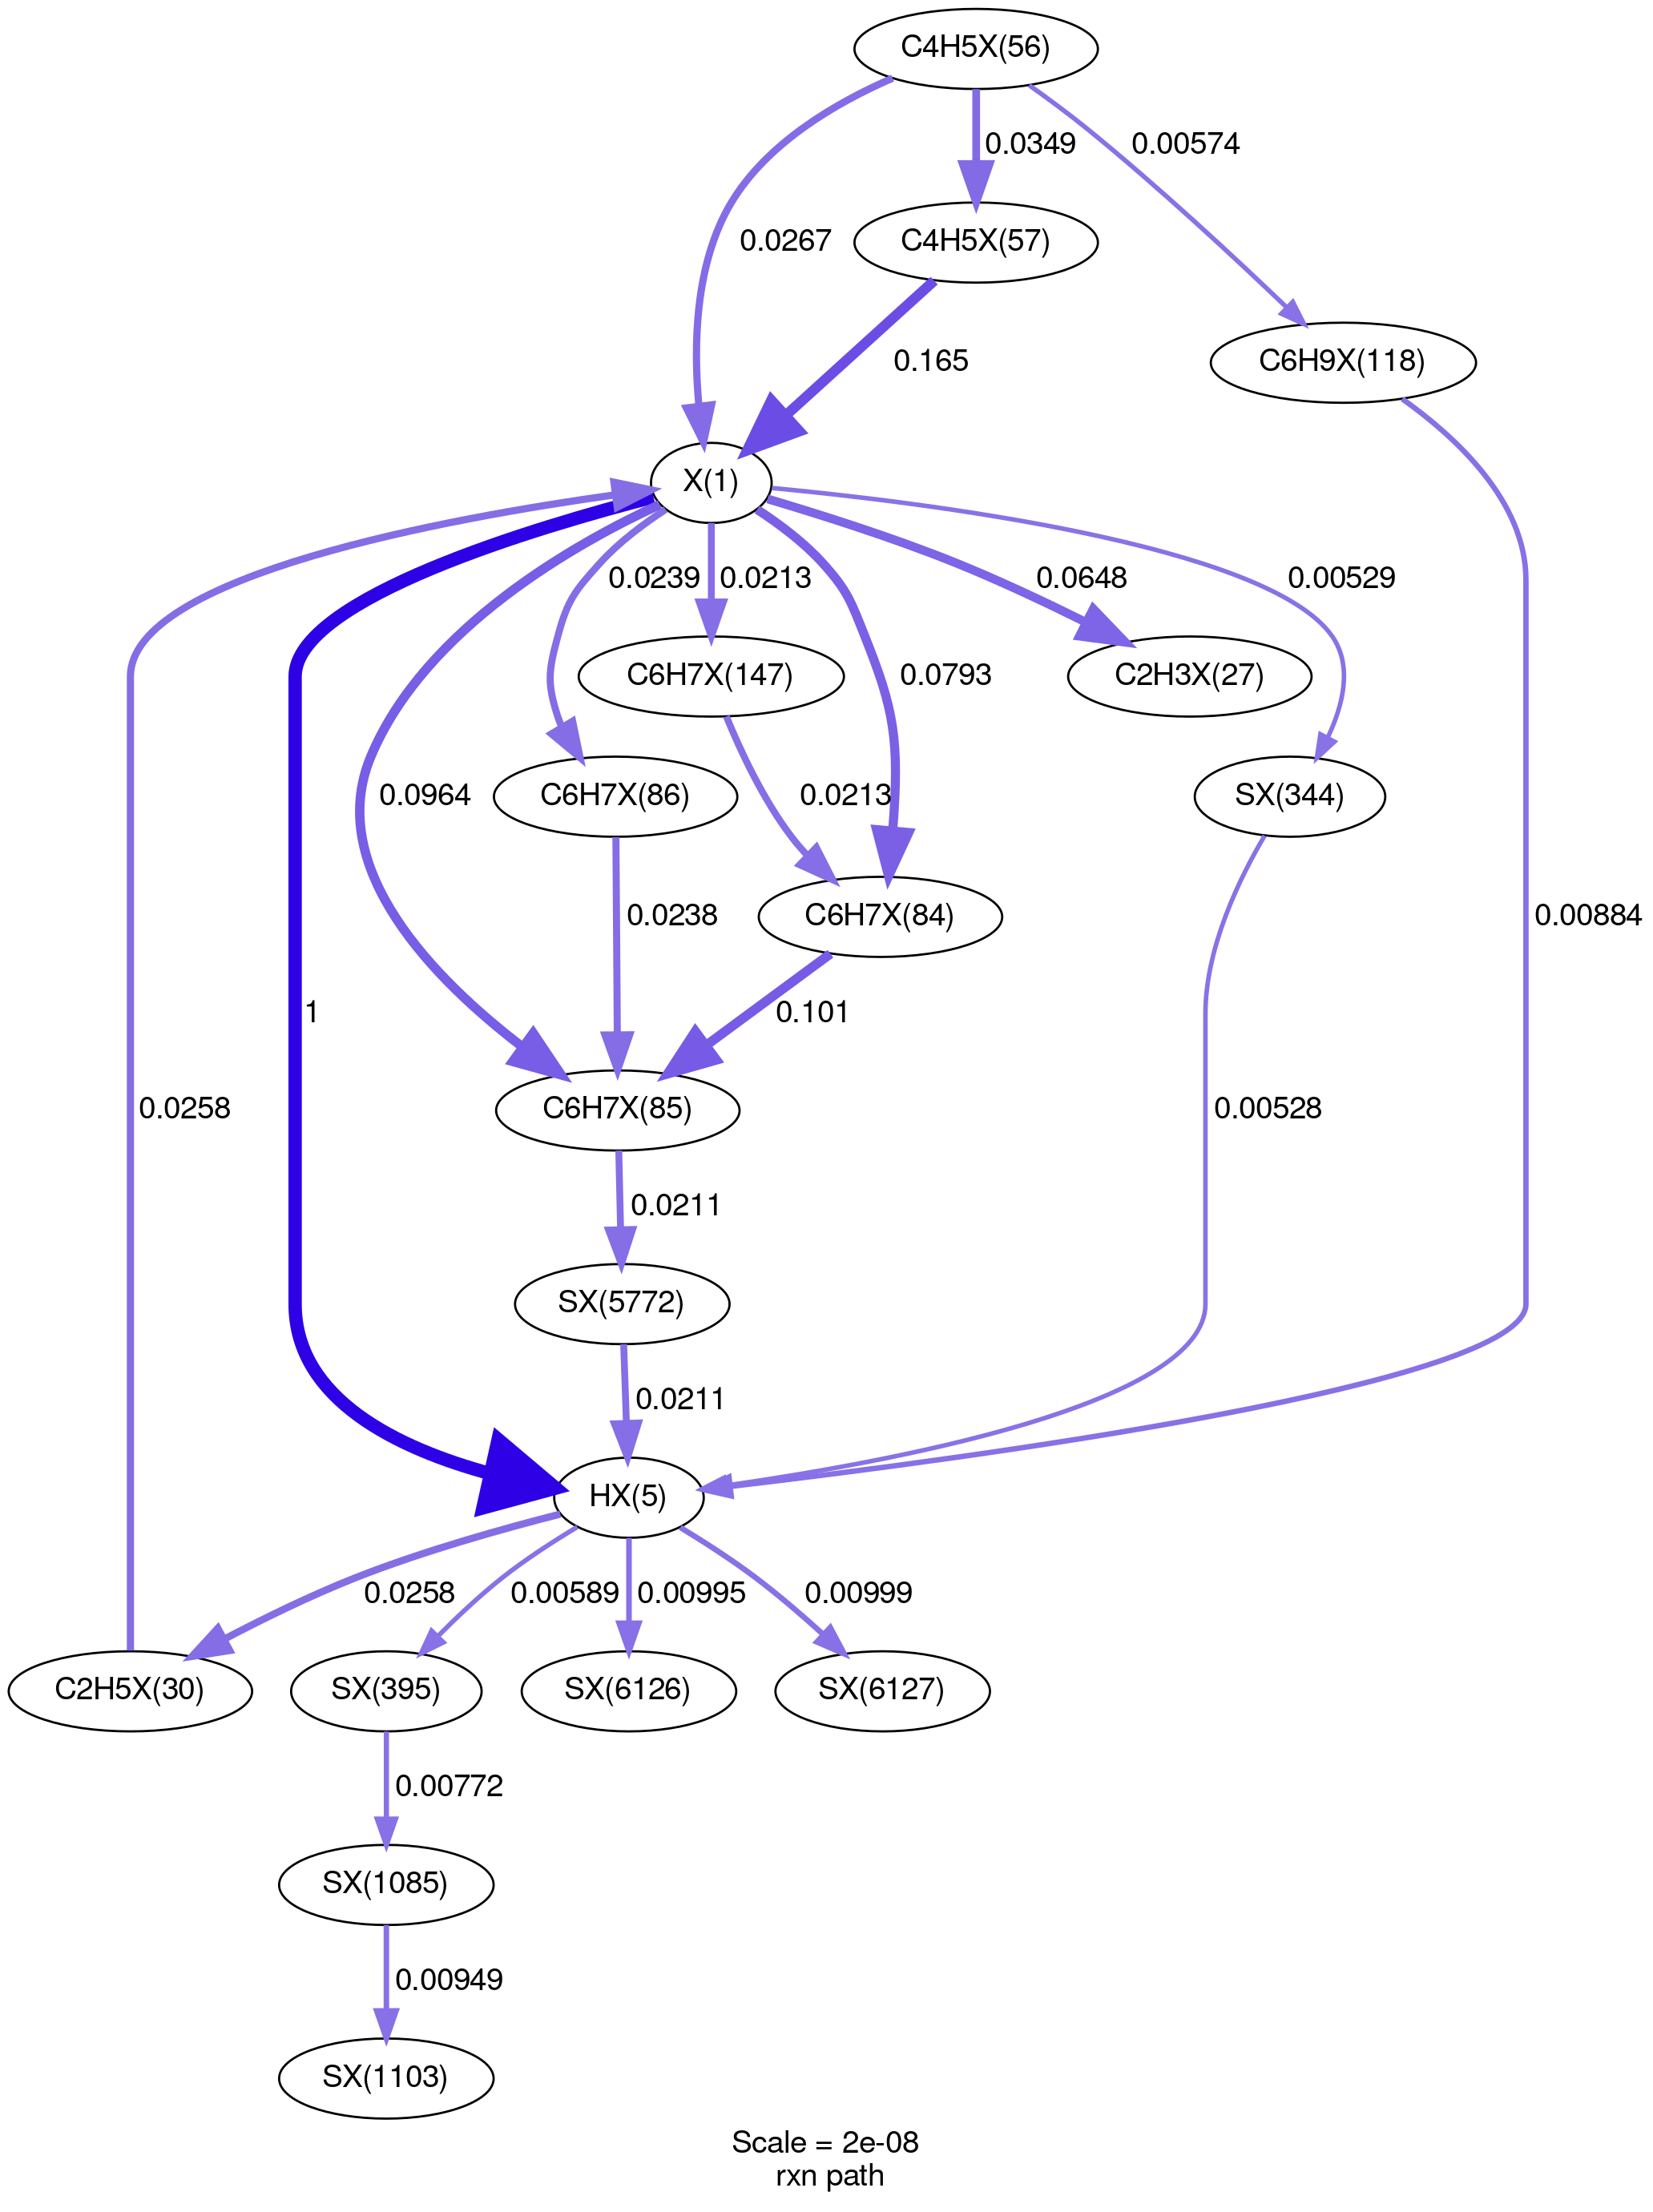 C4H5X(56)
0.0349
0.00574
0.0267
C4H5X(57)
0.165
C6H9X(118)
X(1)
0.0239
0.0213
0.0648
0.00529
C6H7X(147)
0.0793
C2H3X(27)
0.0964
C6H7X(86)
0.0213
SX(344)
0.0238
C6H7X(84)
0.00884
1
0.101
0.0258
C6H7X(85)
0.00528
0.0211
SX(5772)
0.0211
HX(5)
0.0258
0.00589
0.00995
0.00999
C2H5X(30)
SX(395)
SX(6126)
SX(6127)
0.00772
SX(1085)
0.00949
SX(1103)
Scale = 2e-08
rxn path